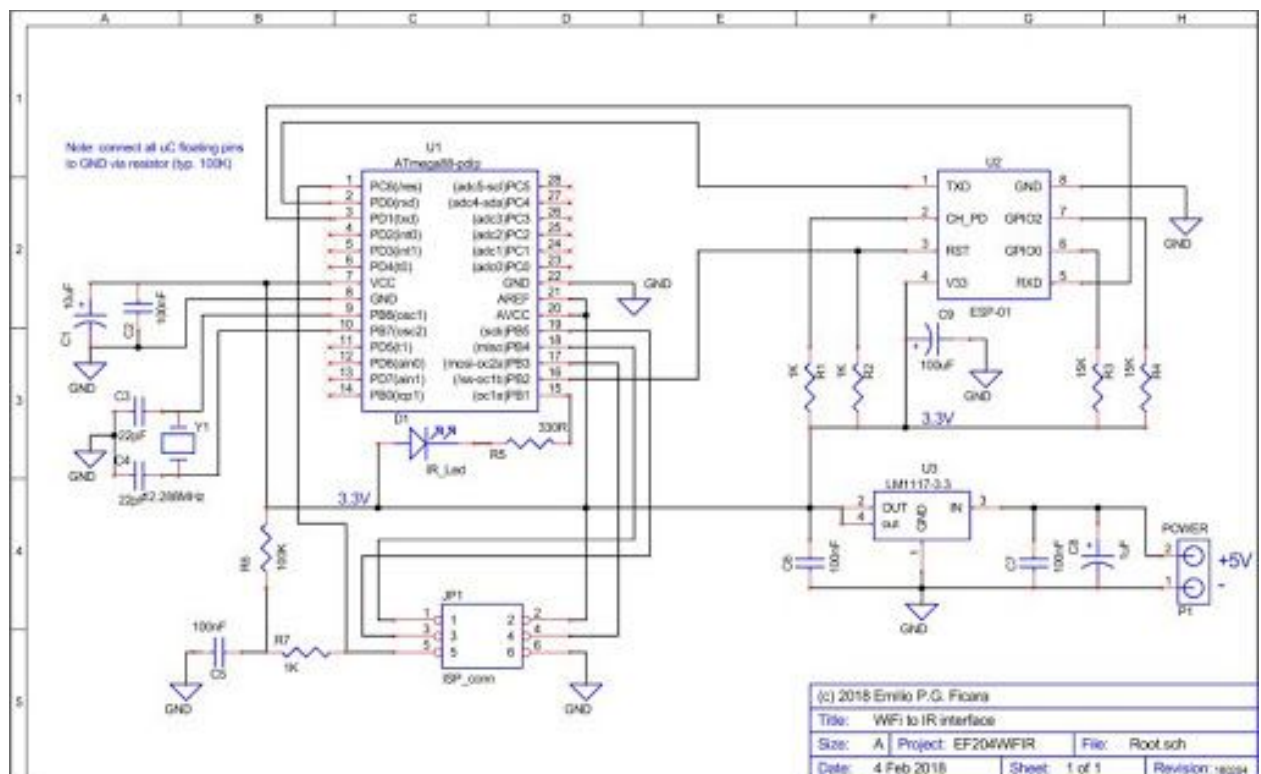 A B C D E F G H
1
2
3
4
5
Note: connect all uC floating pins
to GND via resistor (typ. 100K)
U1
ATmega88-pdip
1 PC6(/res) (adc5-scl)PC5 28
2 PD0(rxd) (adc4-sda)PC4 27
3 PD1(txd) (adc3)PC3 26
4 PD2(int0) (adc2)PC2 25
5 PD3(int1) (adc1)PC1 24
6 PD4(t0) (adc0)PC0 23
7 VCC GND 22
8 GND AREF 21
9 PB6(osc1) AVCC 20
10 PB7(osc2) (sck)PB5 19
11 PD5(t1) (miso)PB4 18
12 PD6(ain0) (mosi-oc2a)PB3 17
13 PD7(ain1) (/ss-oc1b)PB2 16
14 PB0(icp1) (oc1a)PB1 15
GND
U2
1 TXD GND 8
2 CH_PD GPIO2 7
3 RST GPIO0 6
4 V33 RXD 5
ESP-01
GND
C9
100uF
GND
C1 10uF
C2 100nF
GND
C3
22pF
C4
22pF
Y1
12.288MHz
GND
D1
IR_Led
R5
330R
1K R1
1K R2
15K R3
15K R4
3.3V
3.3V
U3
LM1117-3.3
2 OUT IN 3
4 out GND 1
C6 100nF
C7 100nF
C8 1uF
GND
POWER
2 +5V
1 -
P1
R6 100K
100nF
C5
R7
1K
GND
JP1
1 1 2 2
3 3 4 4
5 5 6 6
ISP_conn
GND
(c) 2018 Emilio P.G. Ficara
Title: WiFi to IR interface
Size: A Project: EF204WIFIR File: Root.sch
Date: 4 Feb 2018 Sheet: 1 of 1 Revision: